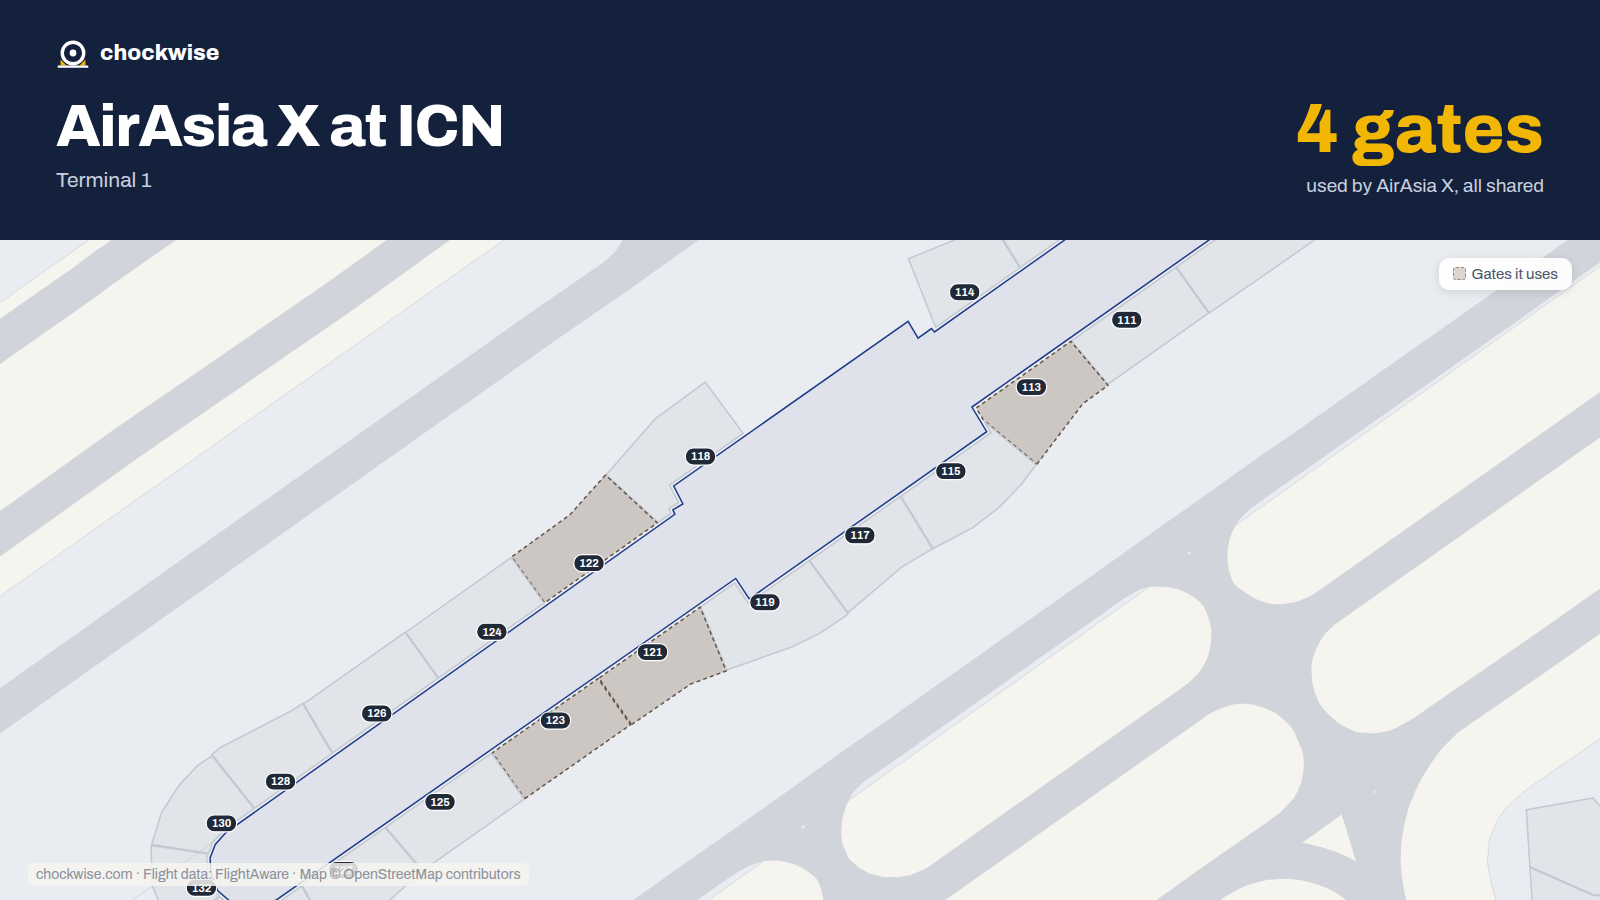 chockwise
AirAsia X at ICN
Terminal 1
4 gates
used by AirAsia X, all shared
Gates it uses
114
111
113
118
115
117
122
119
124
121
126
123
128
125
130
132
chockwise.com · Flight data: FlightAware · Map © OpenStreetMap contributors